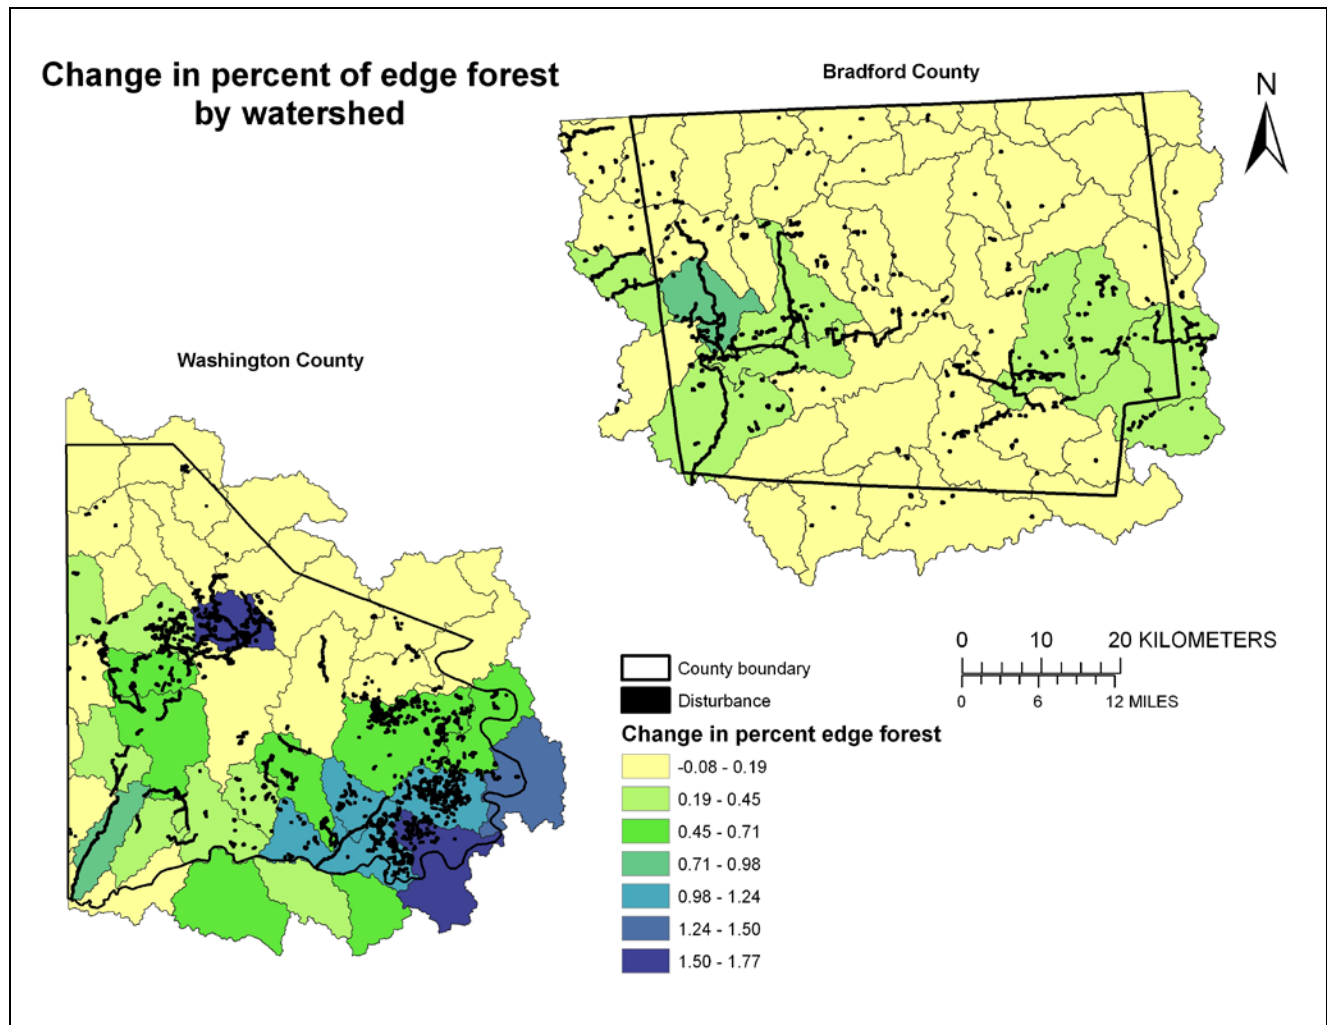 Change in percent of edge forest
by watershed
Bradford County
N
Washington County
0 10 20 KILOMETERS
0 6 12 MILES
County boundary
Disturbance
Change in percent edge forest
-0.08 - 0.19
0.19 - 0.45
0.45 - 0.71
0.71 - 0.98
0.98 - 1.24
1.24 - 1.50
1.50 - 1.77